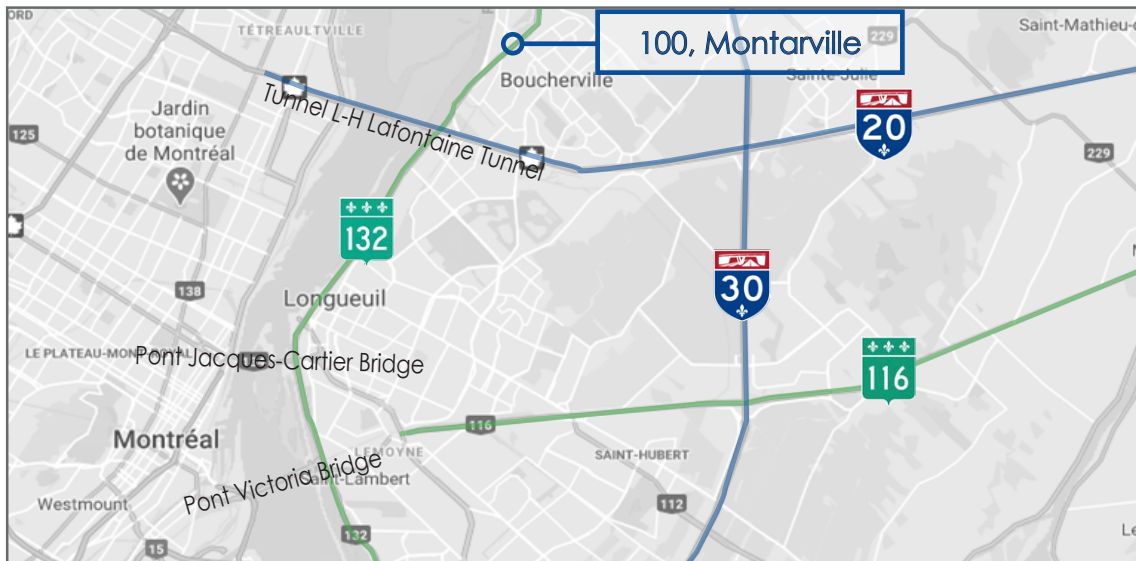 ORD
TÉTREAULTVILLE
100, Montarville
229
Saint-Mathieu-d
Boucherville
Sainte-Julie
Tunnel L-H Lafontaine Tunnel
Jardin
botanique
de Montréal
125
20
229
132
30
138
Longueuil
LE PLATEAU-MONT-ROYAL
Pont Jacques-Cartier Bridge
116
116
Montréal
LEMOYNE
SAINT-HUBERT
Pont Victoria Bridge
Saint-Lambert
Westmount
112
132
15
Le